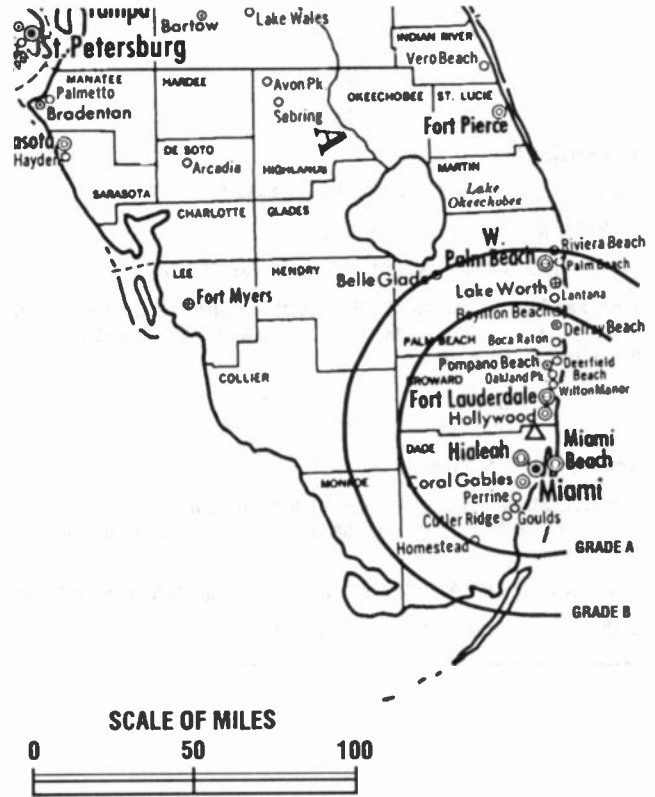 Tampa
St. Petersburg
Bartow
Lake Wales
INDIAN RIVER
Vero Beach
MANATEE
Palmetto
Bradenton
HARDEE
Avon Pk.
Sebring
OKEECHOBEE
ST. LUCIE
Fort Pierce
A
asota
Hayden
DE SOTO
Arcadia
HIGHLANDS
MARTIN
Lake
Okeechobee
SARASOTA
CHARLOTTE
GLADES
W.
Palm Beach
Riviera Beach
Palm Beach
LEE
HENDRY
Belle Glade
Fort Myers
Lake Worth
Lantana
Boynton Beach
Delray Beach
PALM BEACH
Boca Raton
COLLIER
Pompano Beach
Deerfield
Beach
BROWARD
Oakland Pk.
Wilton Manor
Fort Lauderdale
Hollywood
DADE
Hialeah
Miami
Beach
MONROE
Coral Gables
Miami
Perrine
Cutler Ridge
Goulds
Homestead
GRADE A
GRADE B
SCALE OF MILES
0 50 100